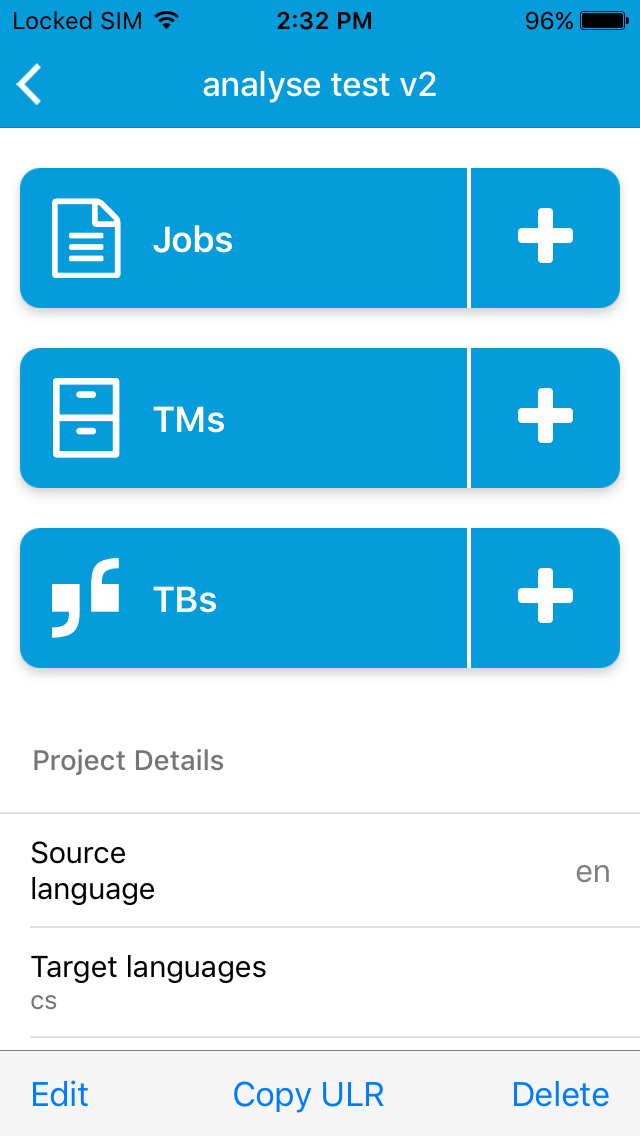 Locked SIM 2:32 PM 96%
analyse test v2
Jobs
TMs
TBs
Project Details
Source
language
en
Target languages
cs
Edit Copy ULR Delete